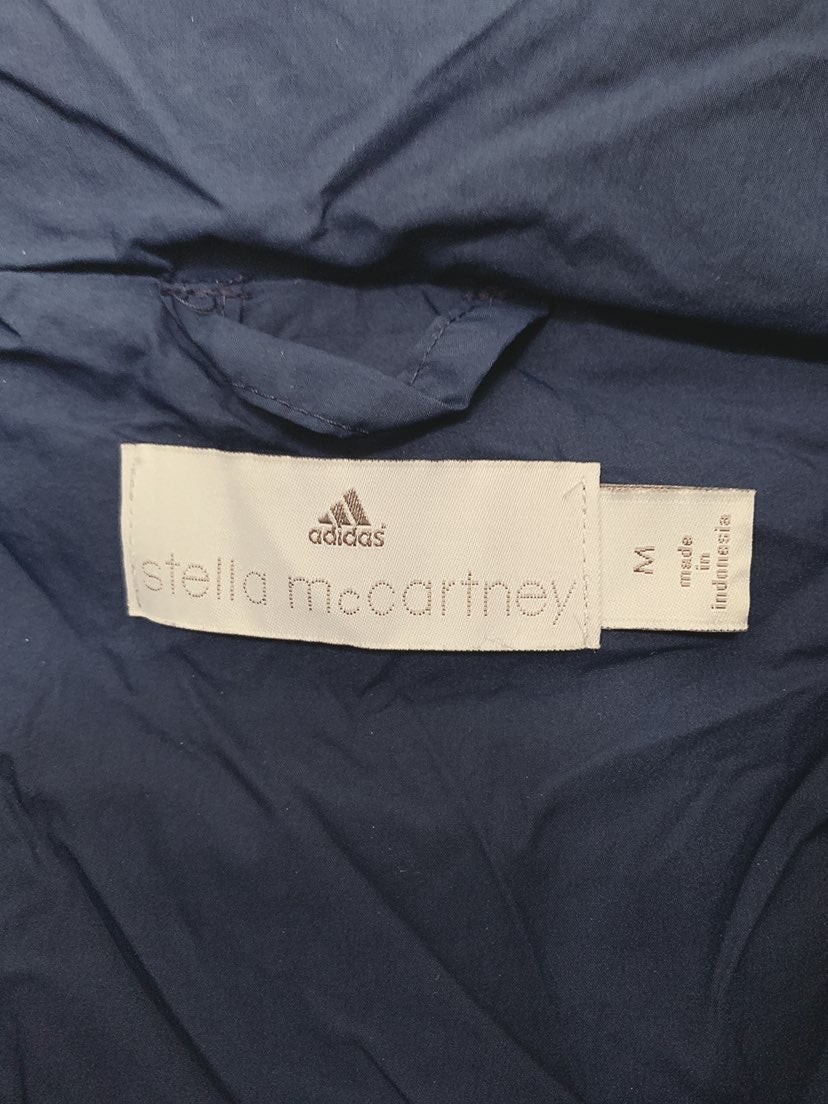 adidas
stella mccartney
M
made
in
indonesia